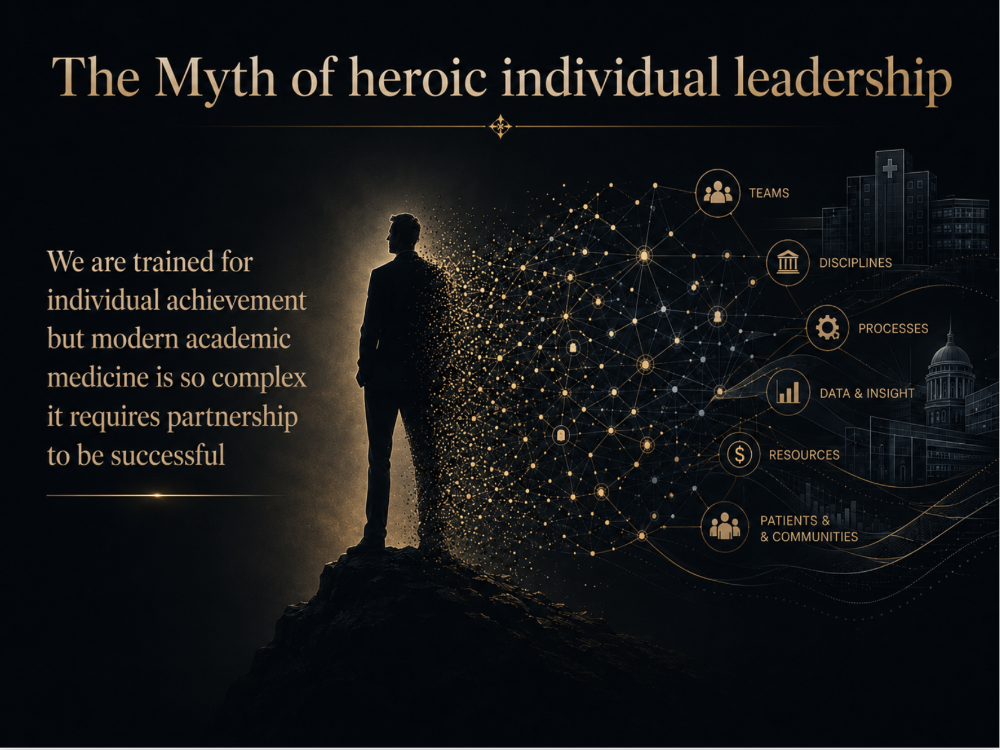 The Myth of heroic individual leadership
We are trained for
individual achievement
but modern academic
medicine is so complex
it requires partnership
to be successful
TEAMS
DISCIPLINES
PROCESSES
DATA & INSIGHT
$
RESOURCES
PATIENTS &
& COMMUNITIES